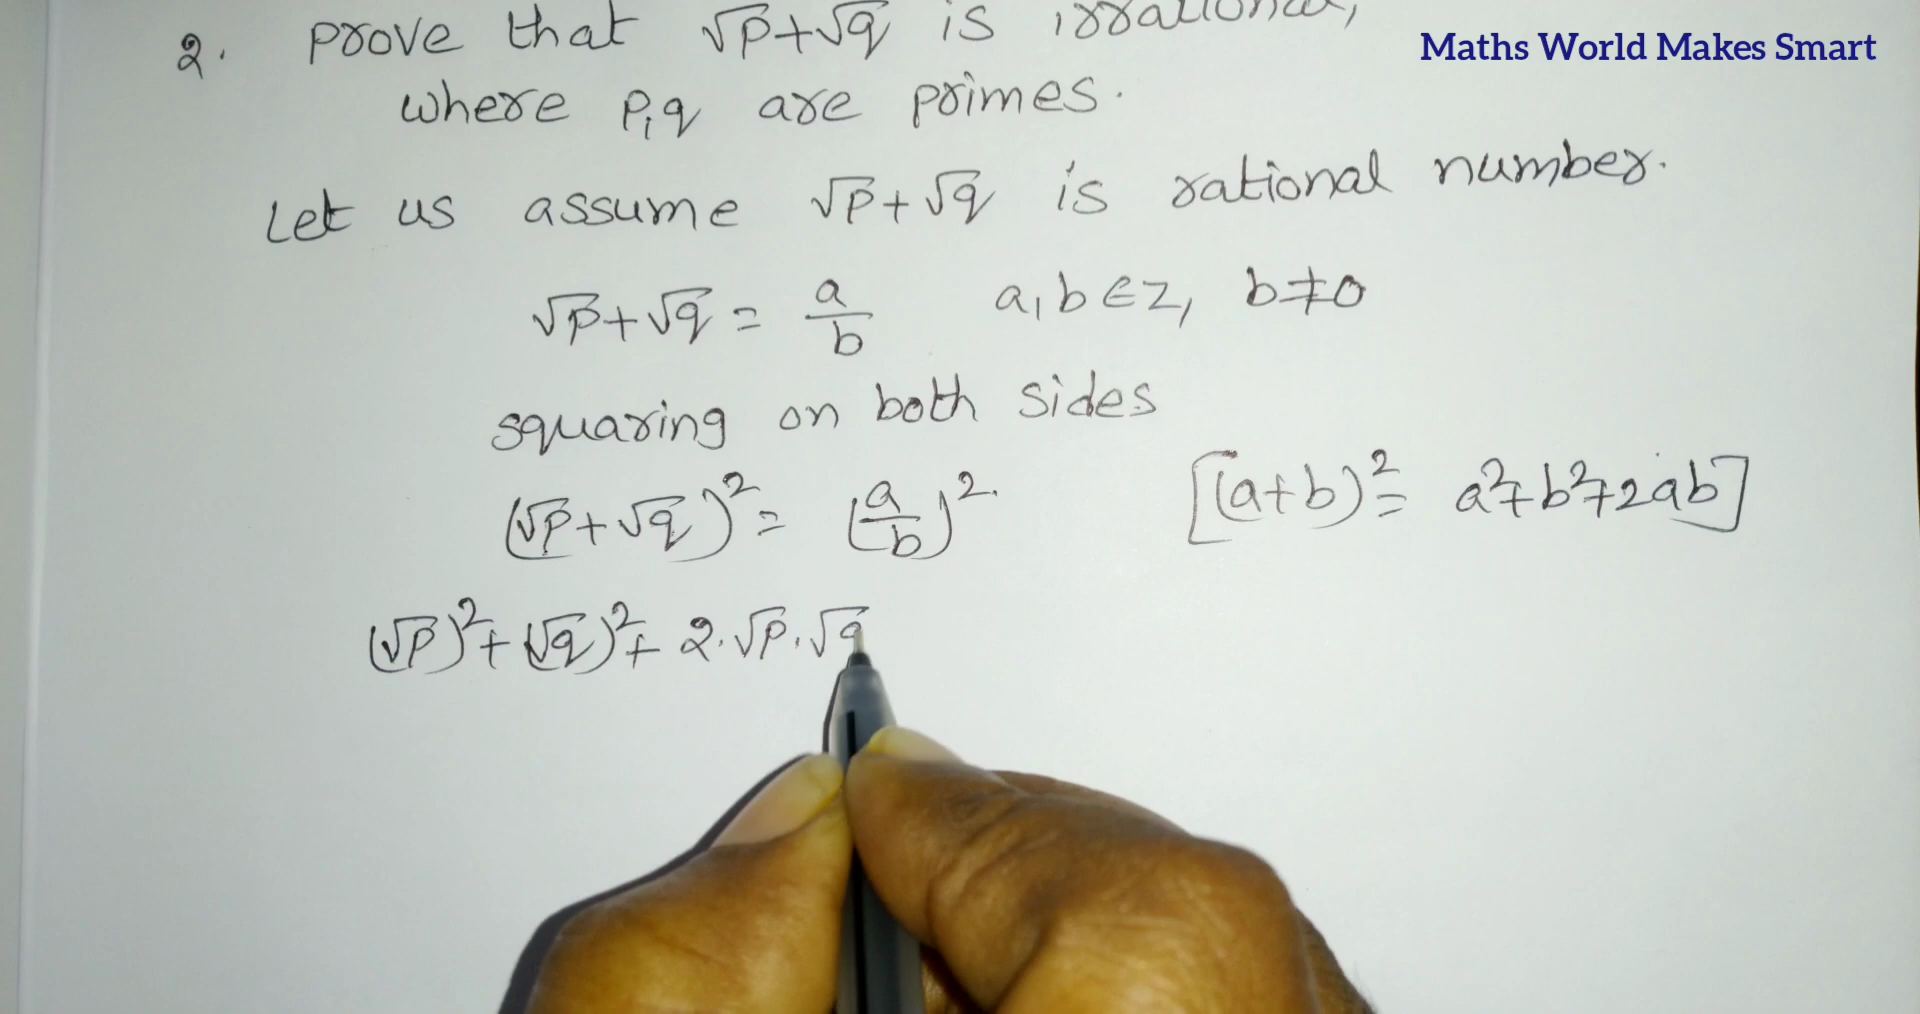 2. prove that √p+√q is irrational,
Maths World Makes Smart
where p,q are primes.
Let us assume √p+√q is rational number.
√p+√q = a/b a,b∈z, b≠0
squaring on both sides
(√p+√q)² = (a/b)². [(a+b)²= a²+b²+2ab]
(√p)²+(√q)²+ 2.√p.√q